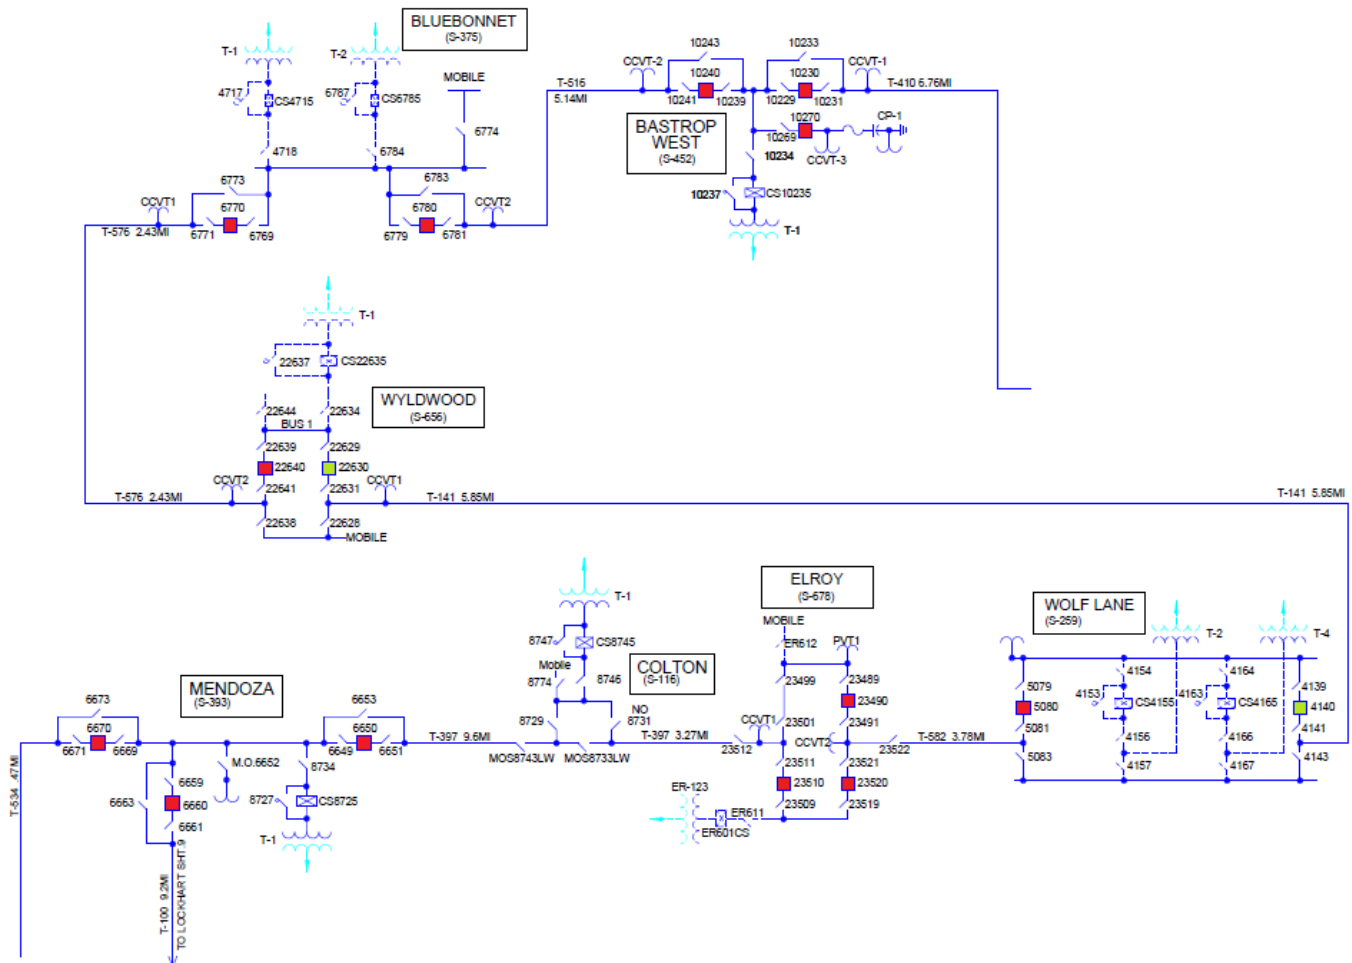 BLUEBONNET
(S-375)
T-1
T-2
4717
CS4715
6787
CS6785
MOBILE
6774
4718
6784
6773
6783
CCVT1
6770
6780
CCVT2
6771
6769
6779
6781
T-576 2.43MI
T-516
5.14MI
CCVT-2
10243
10240
10241
10239
10233
10230
10229
10231
CCVT-1
T-410 6.76MI
BASTROP
WEST
(S-452)
10270
10269
CP-1
CCVT-3
10234
10237
CS10235
T-1
T-1
22637
CS22635
WYLDWOOD
(S-656)
22644
22634
BUS 1
22639
22629
22640
22630
CCVT2
22641
22631
CCVT1
T-576 2.43MI
T-141 5.85MI
T-141 5.85MI
22638
22628
MOBILE
T-1
8747
CS8745
Mobile
8774
8746
COLTON
(S-116)
NO
8729
8731
MOS8743LW
MOS8733LW
T-397 9.6MI
T-397 3.27MI
ELROY
(S-678)
MOBILE
ER612
PVT1
23499
23489
23490
23501
23491
CCVT1
CCVT2
23512
23522
23511
23521
23510
23520
23509
23519
ER-123
ER611
ER601CS
T-582 3.78MI
WOLF LANE
(S-259)
T-2
T-4
5079
5080
5081
5083
4154
4153
CS4155
4156
4157
4164
4163
CS4165
4166
4167
4139
4140
4141
4143
MENDOZA
(S-393)
6673
6670
6671
6669
6653
6650
6649
6651
M.O.6652
8734
6659
6663
6660
6661
8727
CS8725
T-1
T-534 .47MI
T-100 9.2MI
TO LOCKHART SHT.9